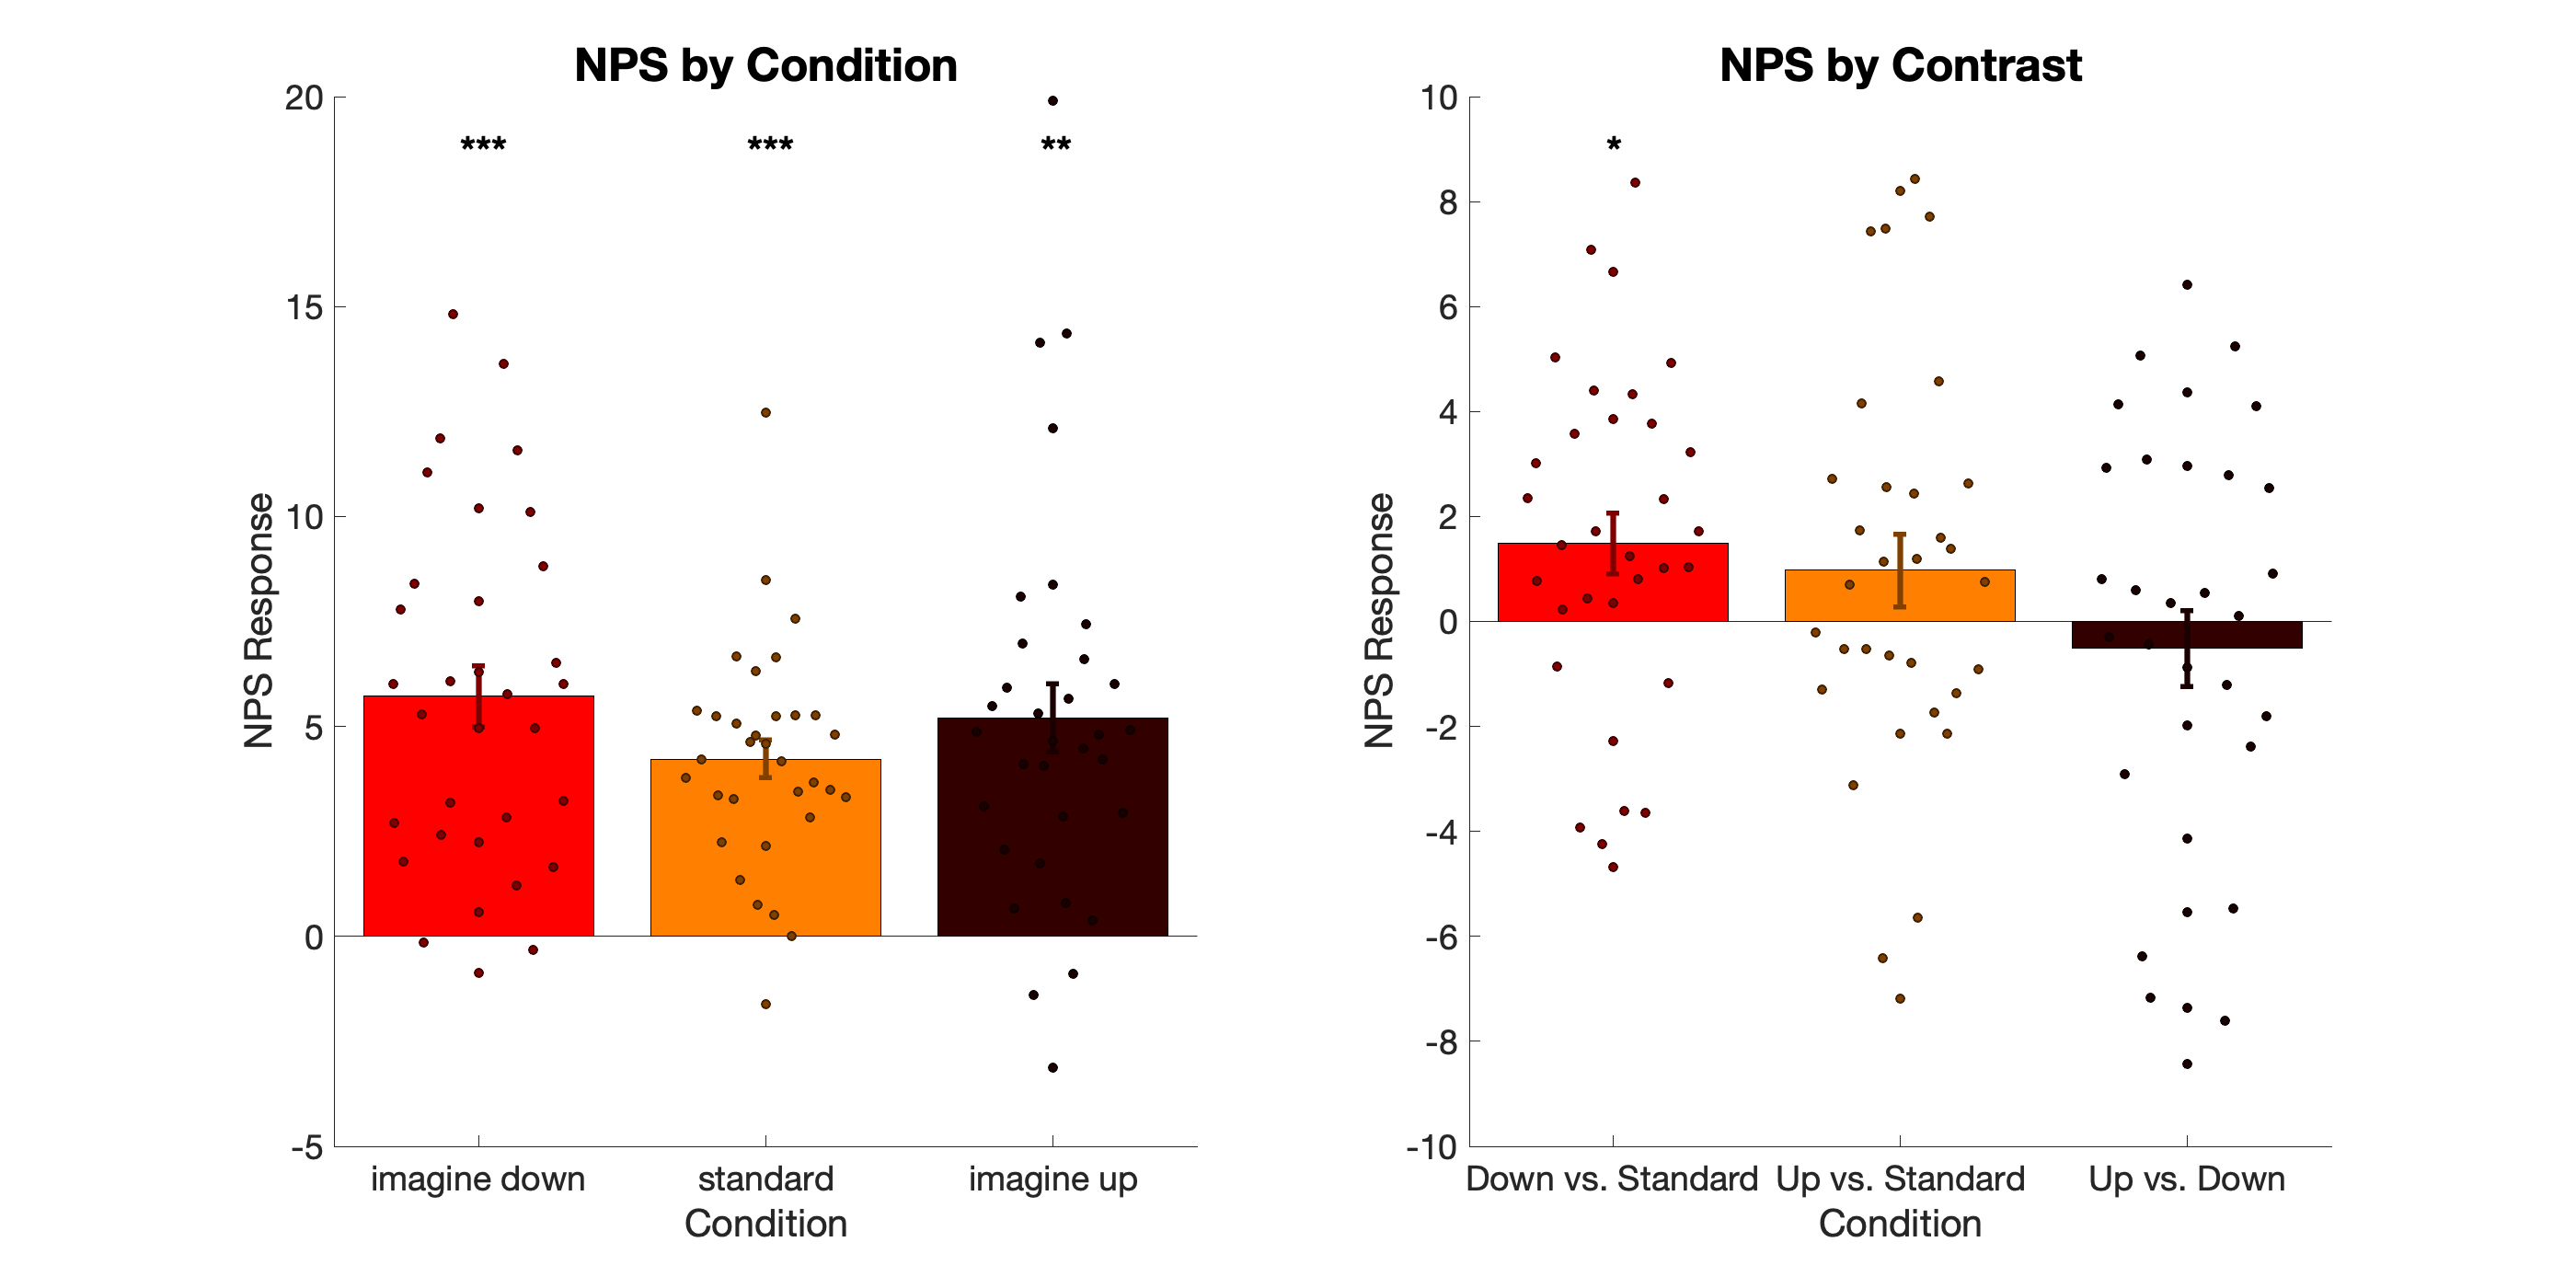 NPS by Condition
20
15
10
5
0
-5
NPS Response
***
***
**
imagine down
standard
imagine up
Condition
NPS by Contrast
10
8
6
4
2
0
-2
-4
-6
-8
-10
NPS Response
*
Down vs. Standard
Up vs. Standard
Up vs. Down
Condition